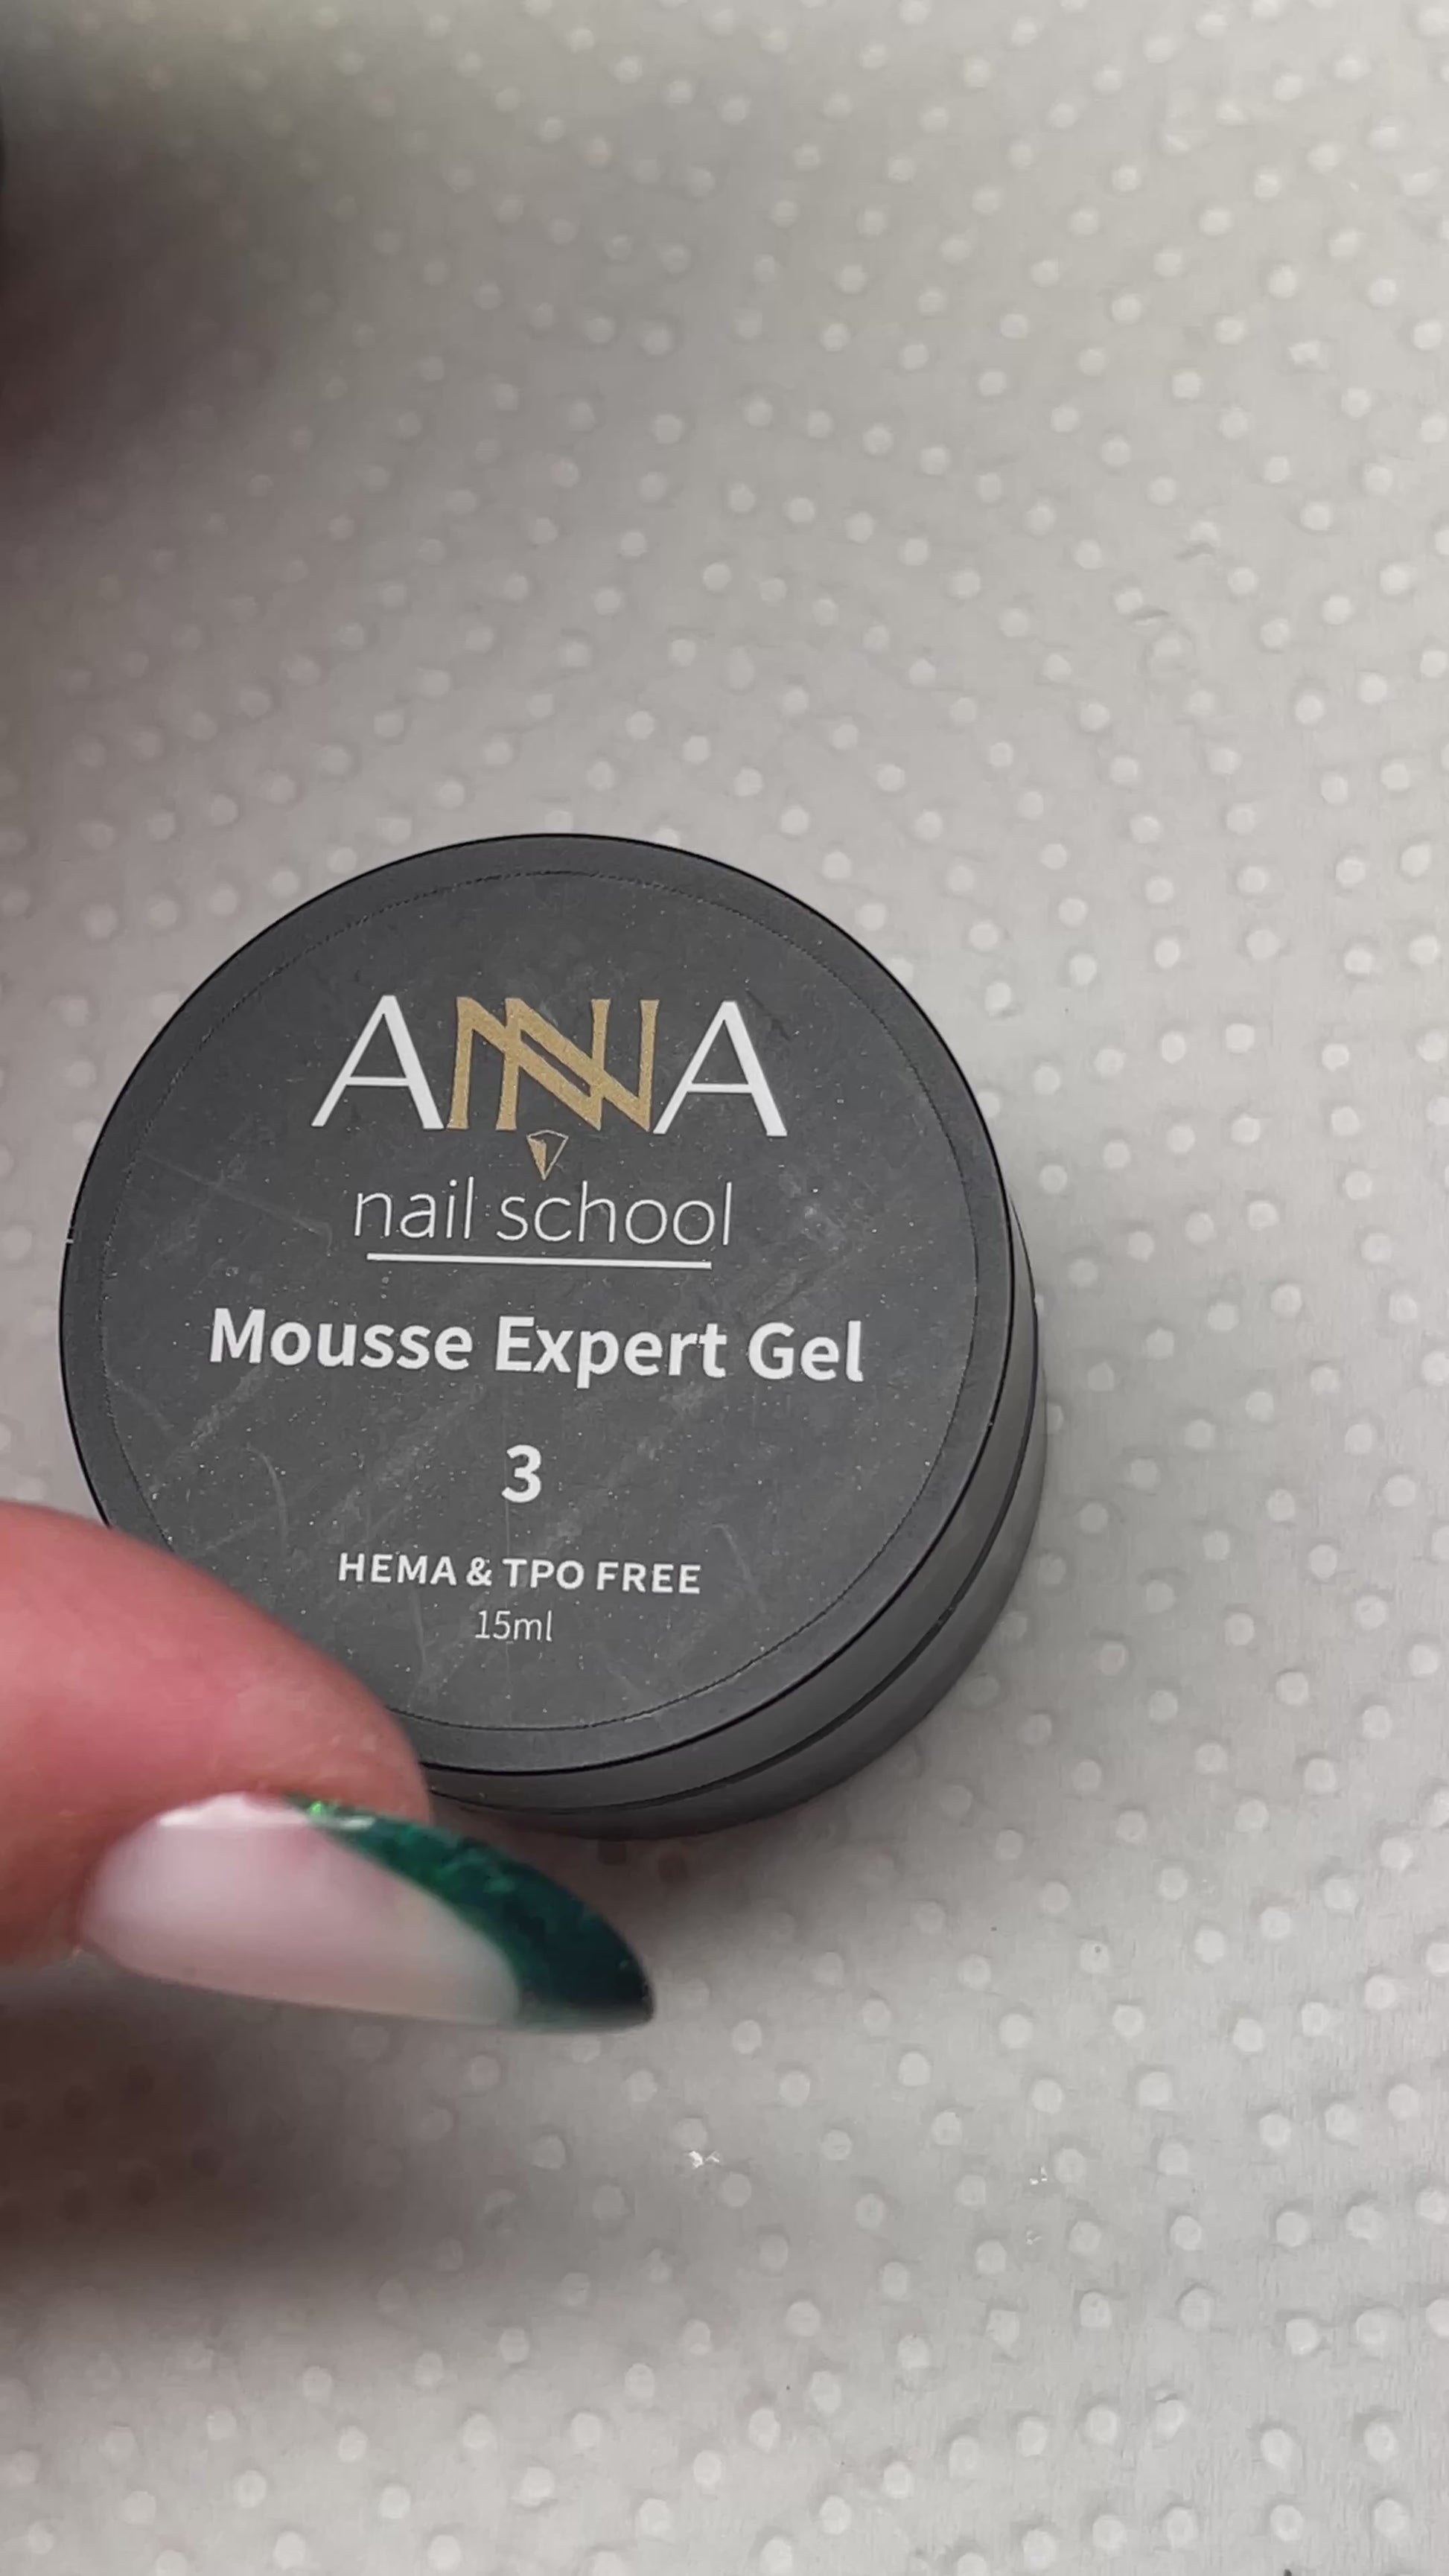 ANNA
nail school
Mousse Expert Gel
3
HEMA & TPO FREE
15ml